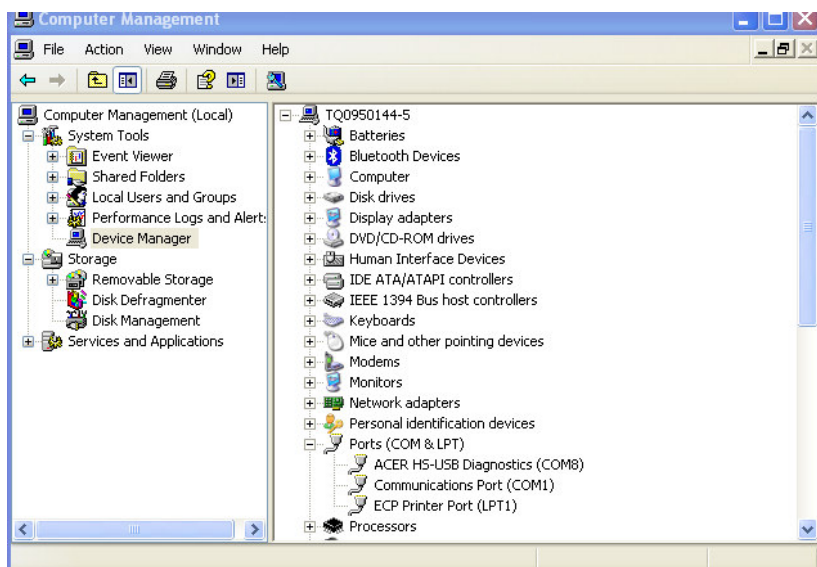 Computer Management
File Action View Window Help
Computer Management (Local)
System Tools
Event Viewer
Shared Folders
Local Users and Groups
Performance Logs and Alert:
Device Manager
Storage
Removable Storage
Disk Defragmenter
Disk Management
Services and Applications
TQ0950144-5
Batteries
Bluetooth Devices
Computer
Disk drives
Display adapters
DVD/CD-ROM drives
Human Interface Devices
IDE ATA/ATAPI controllers
IEEE 1394 Bus host controllers
Keyboards
Mice and other pointing devices
Modems
Monitors
Network adapters
Personal identification devices
Ports (COM & LPT)
ACER HS-USB Diagnostics (COM8)
Communications Port (COM1)
ECP Printer Port (LPT1)
Processors